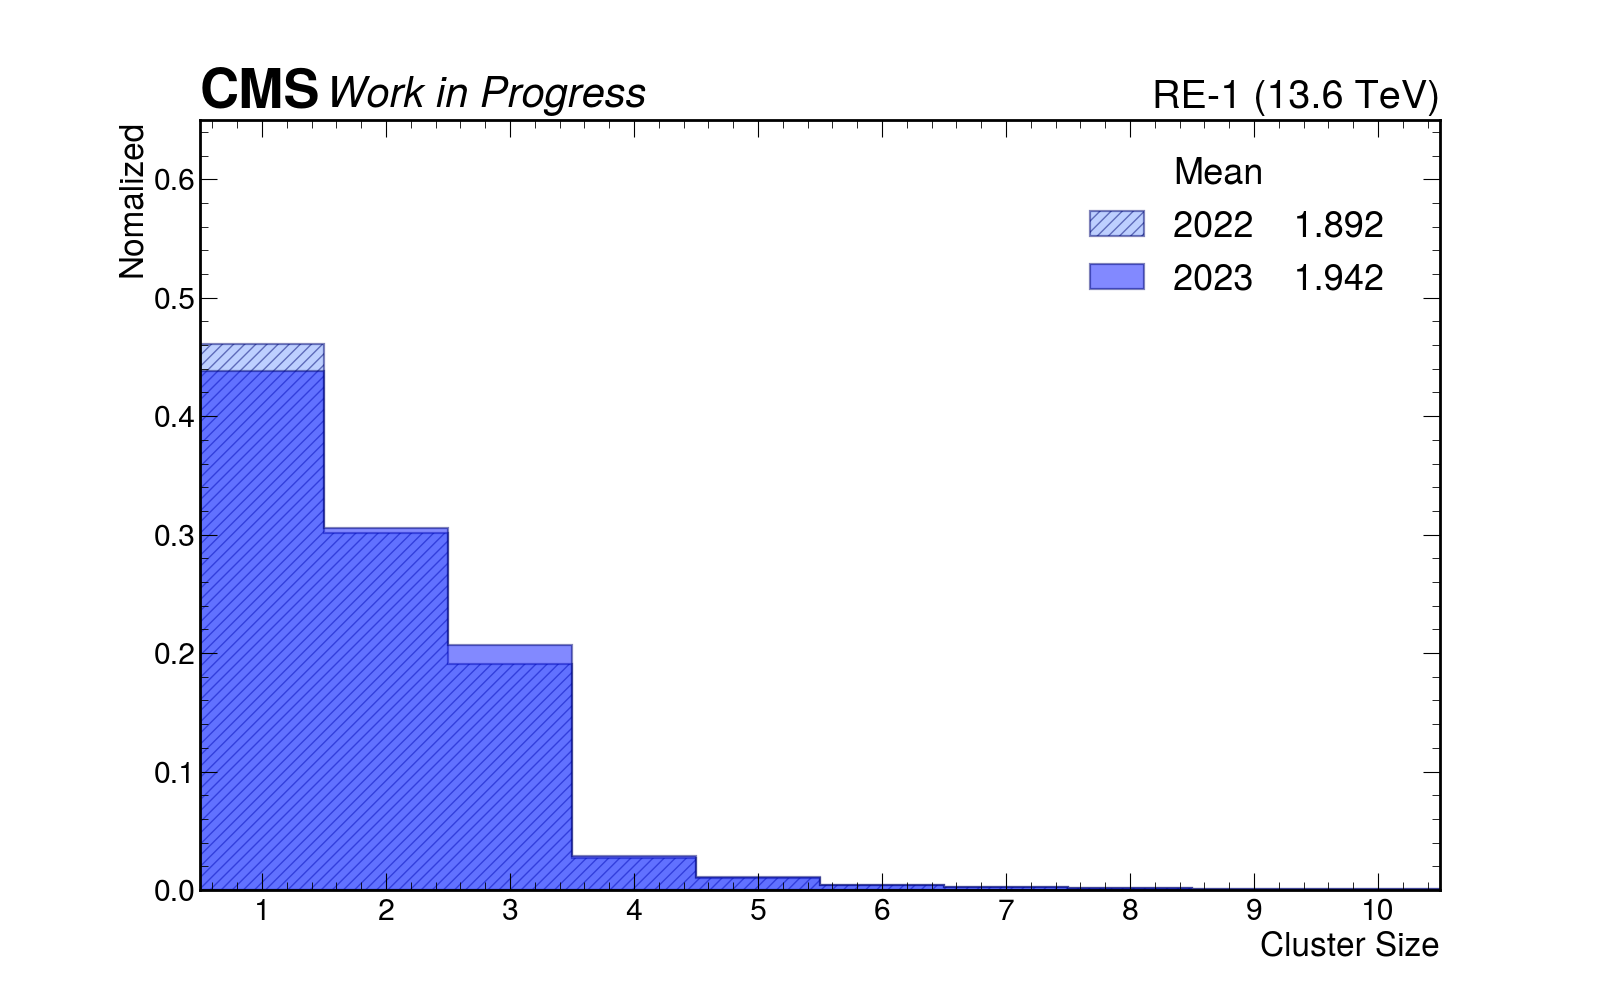 CMS Work in Progress
RE-1 (13.6 TeV)
Nomalized
0.6
0.5
0.4
0.3
0.2
0.1
0.0
Mean
2022 1.892
2023 1.942
1 2 3 4 5 6 7 8 9 10
Cluster Size